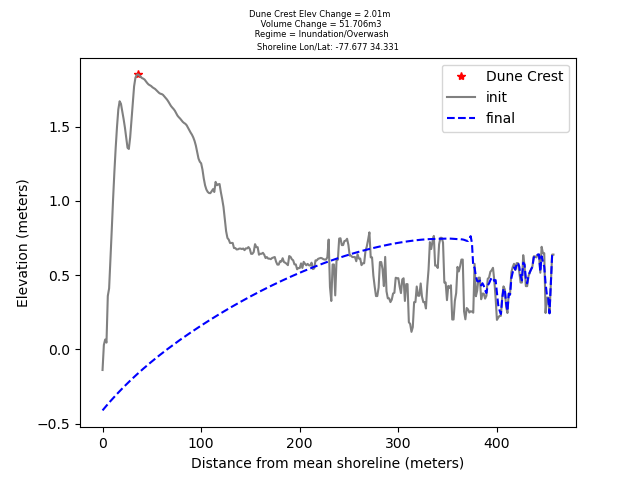 Dune Crest Elev Change = 2.01m
Volume Change = 51.706m3
Regime = Inundation/Overwash
Shoreline Lon/Lat: -77.677 34.331
Dune Crest
init
final
1.5
1.0
0.5
0.0
−0.5
Elevation (meters)
0 100 200 300 400
Distance from mean shoreline (meters)